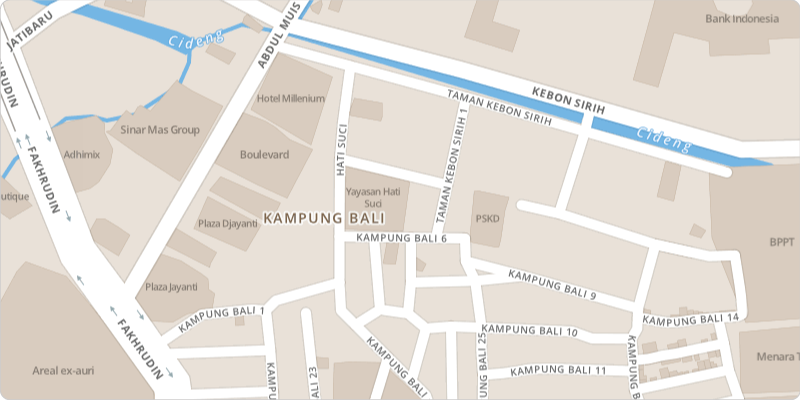 JATIBARU
Cideng
ABDUL MUIS
Bank Indonesia
Hotel Millenium
KEBON SIRIH
TAMAN KEBON SIRIH
Cideng
FAKHRUDIN
Sinar Mas Group
Adhimix
Boulevard
HATI SUCI
TAMAN KEBON SIRIH 1
Yayasan Hati
Suci
utique
Plaza Djayanti
KAMPUNG BALI
PSKD
KAMPUNG BALI 6
BPPT
Plaza Jayanti
KAMPUNG BALI 9
KAMPUNG BALI 1
KAMPUNG BALI 14
KAMPUNG BALI 10
FAKHRUDIN
KAMPUNG BALI
UNG BALI 25
KAMPUNG B
Menara T
Areal ex-auri
KAMPU
ALI 23
KAMPUNG BALI 11